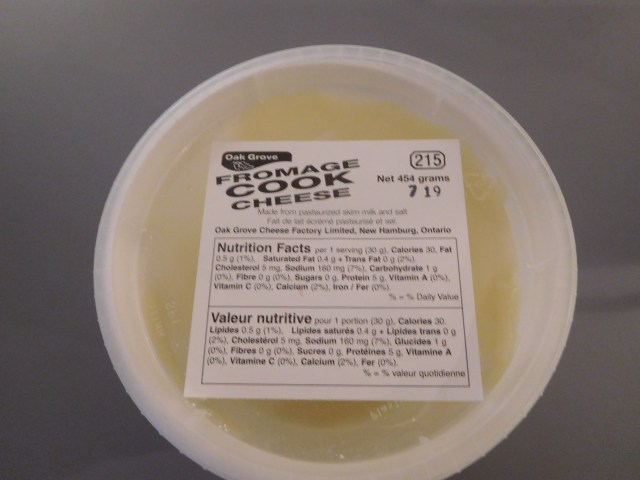 Oak Grove
FROMAGE
COOK
CHEESE
215
Net 454 grams
7 19
Made from pasteurized skim milk and salt
Fait de lait écrémé pasteurisé et sel.
Oak Grove Cheese Factory Limited, New Hamburg, Ontario
Nutrition Facts per 1 serving (30 g), Calories 30, Fat
0.5 g (1%), Saturated Fat 0.4 g + Trans Fat 0 g (2%).
Cholesterol 5 mg, Sodium 160 mg (7%), Carbohydrate 1 g
(0%), Fibre 0 g (0%), Sugars 0 g, Protein 5 g, Vitamin A (0%),
Vitamin C (0%), Calcium (2%), Iron / Fer (0%).
% = % Daily Value
Valeur nutritive pour 1 portion (30 g), Calories 30.
Lipides 0.5 g (1%), Lipides saturés 0.4 g + Lipides trans 0 g
(2%), Cholestérol 5 mg, Sodium 160 mg (7%), Glucides 1 g
(0%), Fibres 0 g (0%), Sucres 0 g, Protéines 5 g, Vitamine A
(0%), Vitamine C (0%), Calcium (2%), Fer (0%).
% = % valeur quotidienne